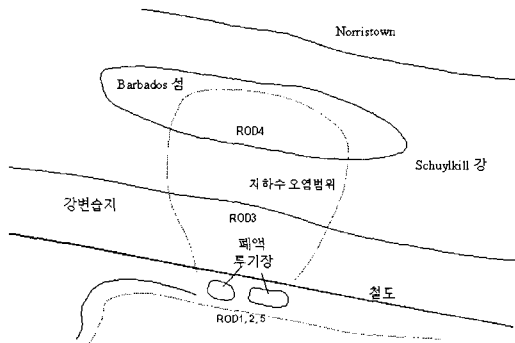 Norristown
Barbados 섬
ROD4
Schuylkill 강
지하수 오염범위
강변습지
ROD3
폐액
투기장
철도
ROD1, 2, 5